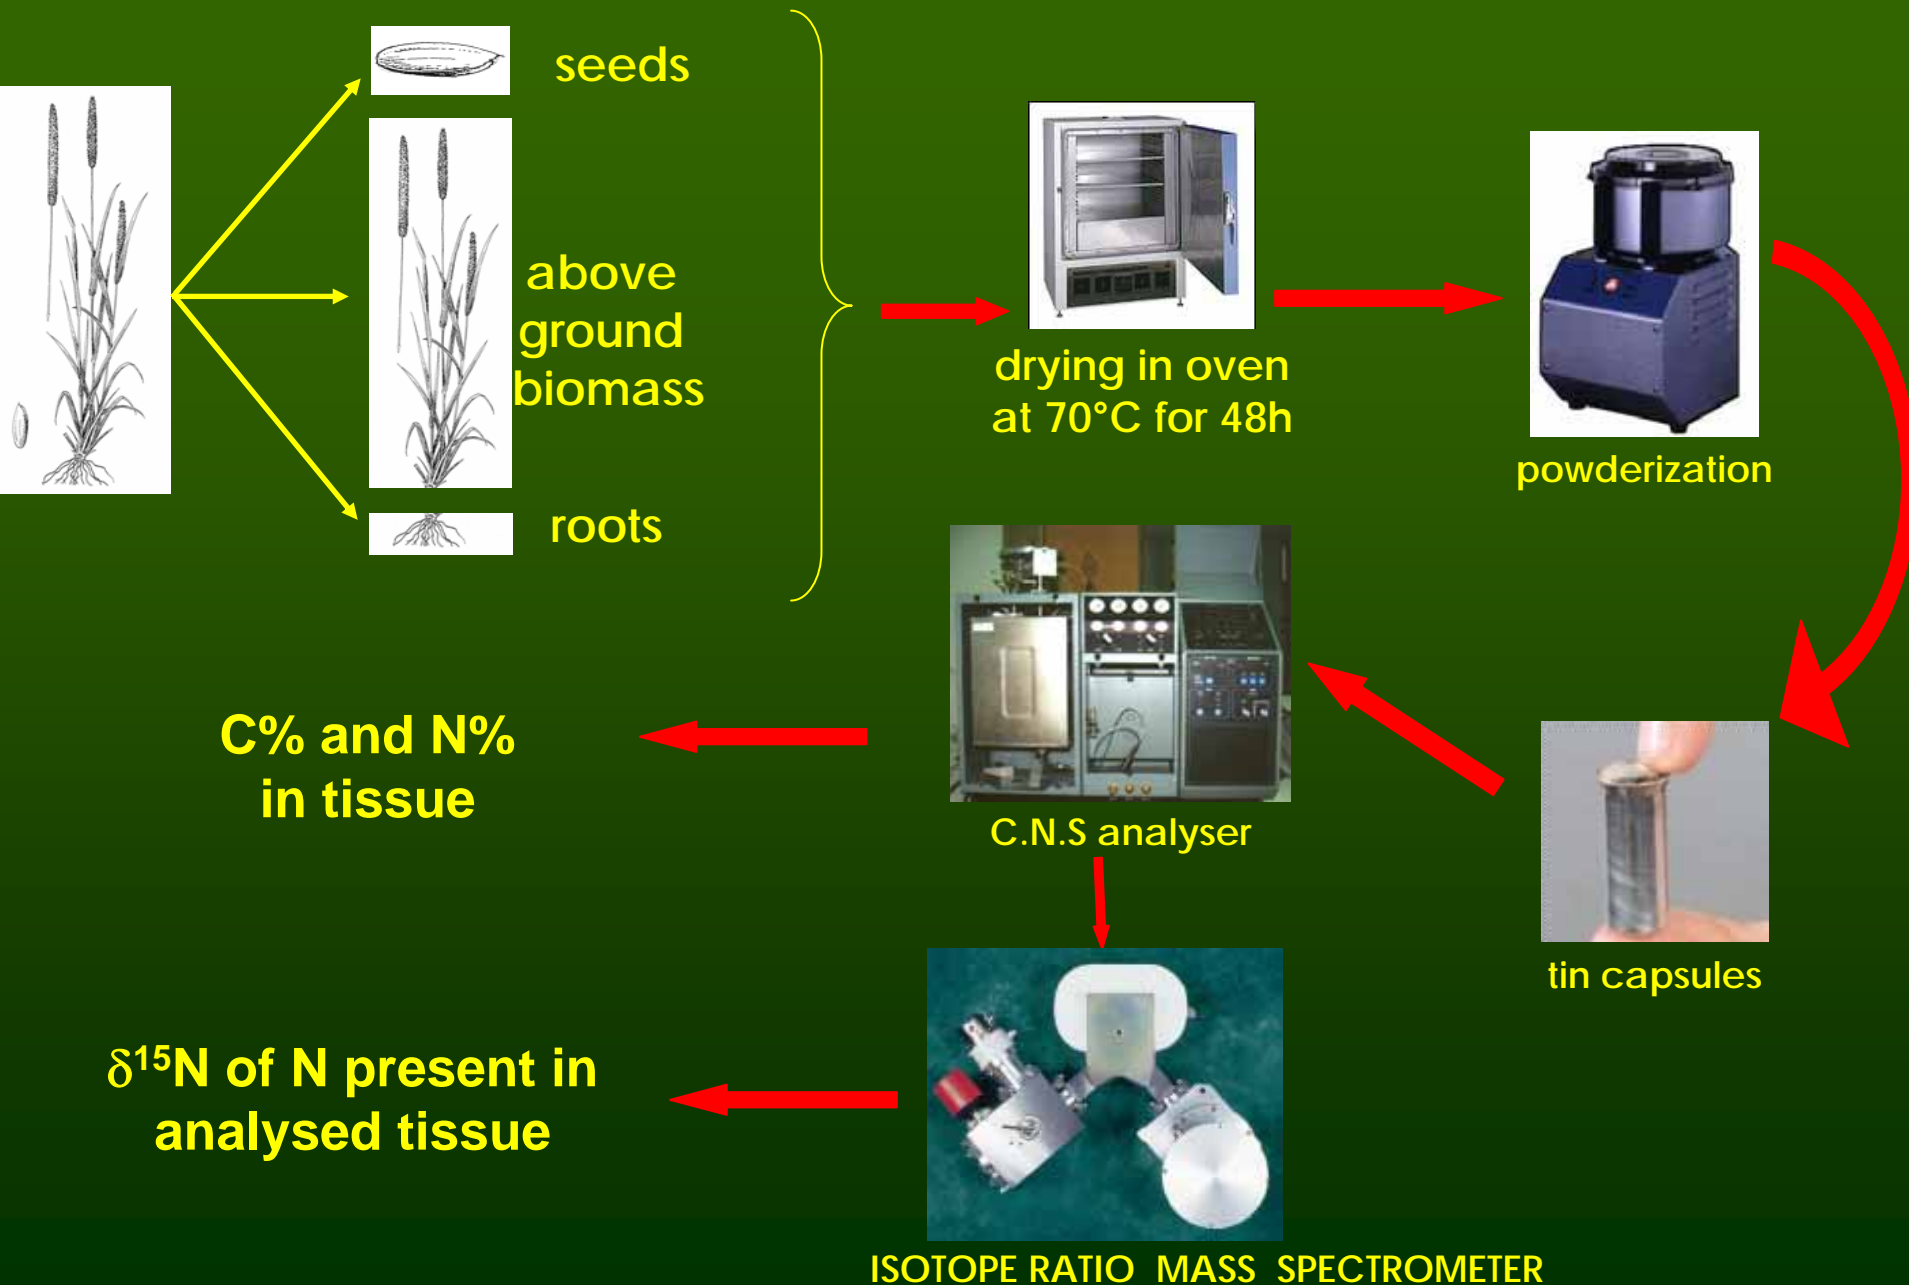 seeds
above
ground
biomass
roots
drying in oven
at 70°C for 48h
powderization
tin capsules
C.N.S analyser
C% and N%
in tissue
ISOTOPE RATIO MASS SPECTROMETER
δ¹⁵N of N present in
analysed tissue